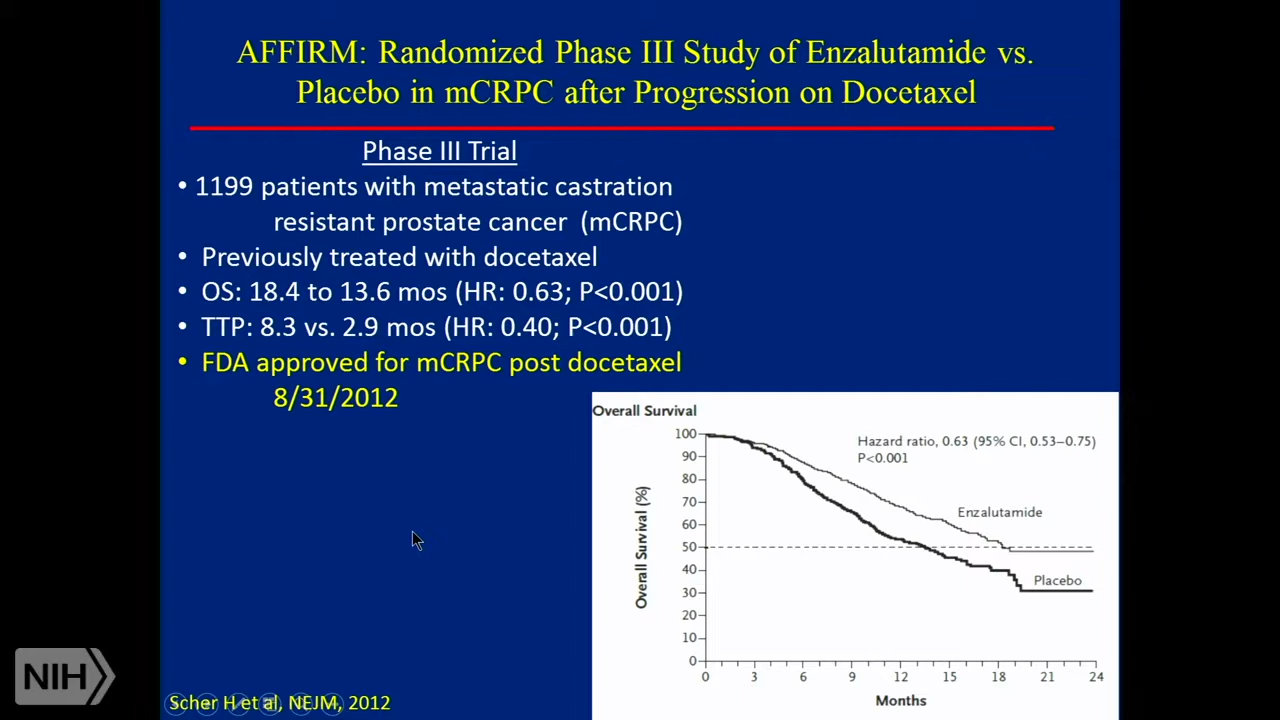 AFFIRM: Randomized Phase III Study of Enzalutamide vs.
Placebo in mCRPC after Progression on Docetaxel
Phase III Trial
• 1199 patients with metastatic castration
resistant prostate cancer (mCRPC)
• Previously treated with docetaxel
• OS: 18.4 to 13.6 mos (HR: 0.63; P<0.001)
• TTP: 8.3 vs. 2.9 mos (HR: 0.40; P<0.001)
• FDA approved for mCRPC post docetaxel
8/31/2012
Overall Survival
Hazard ratio, 0.63 (95% CI, 0.53–0.75)
P<0.001
Overall Survival (%)
100
90
80
70
60
50
40
30
20
10
0
Enzalutamide
Placebo
0 3 6 9 12 15 18 21 24
Months
NIH
Scher H et al, NEJM, 2012